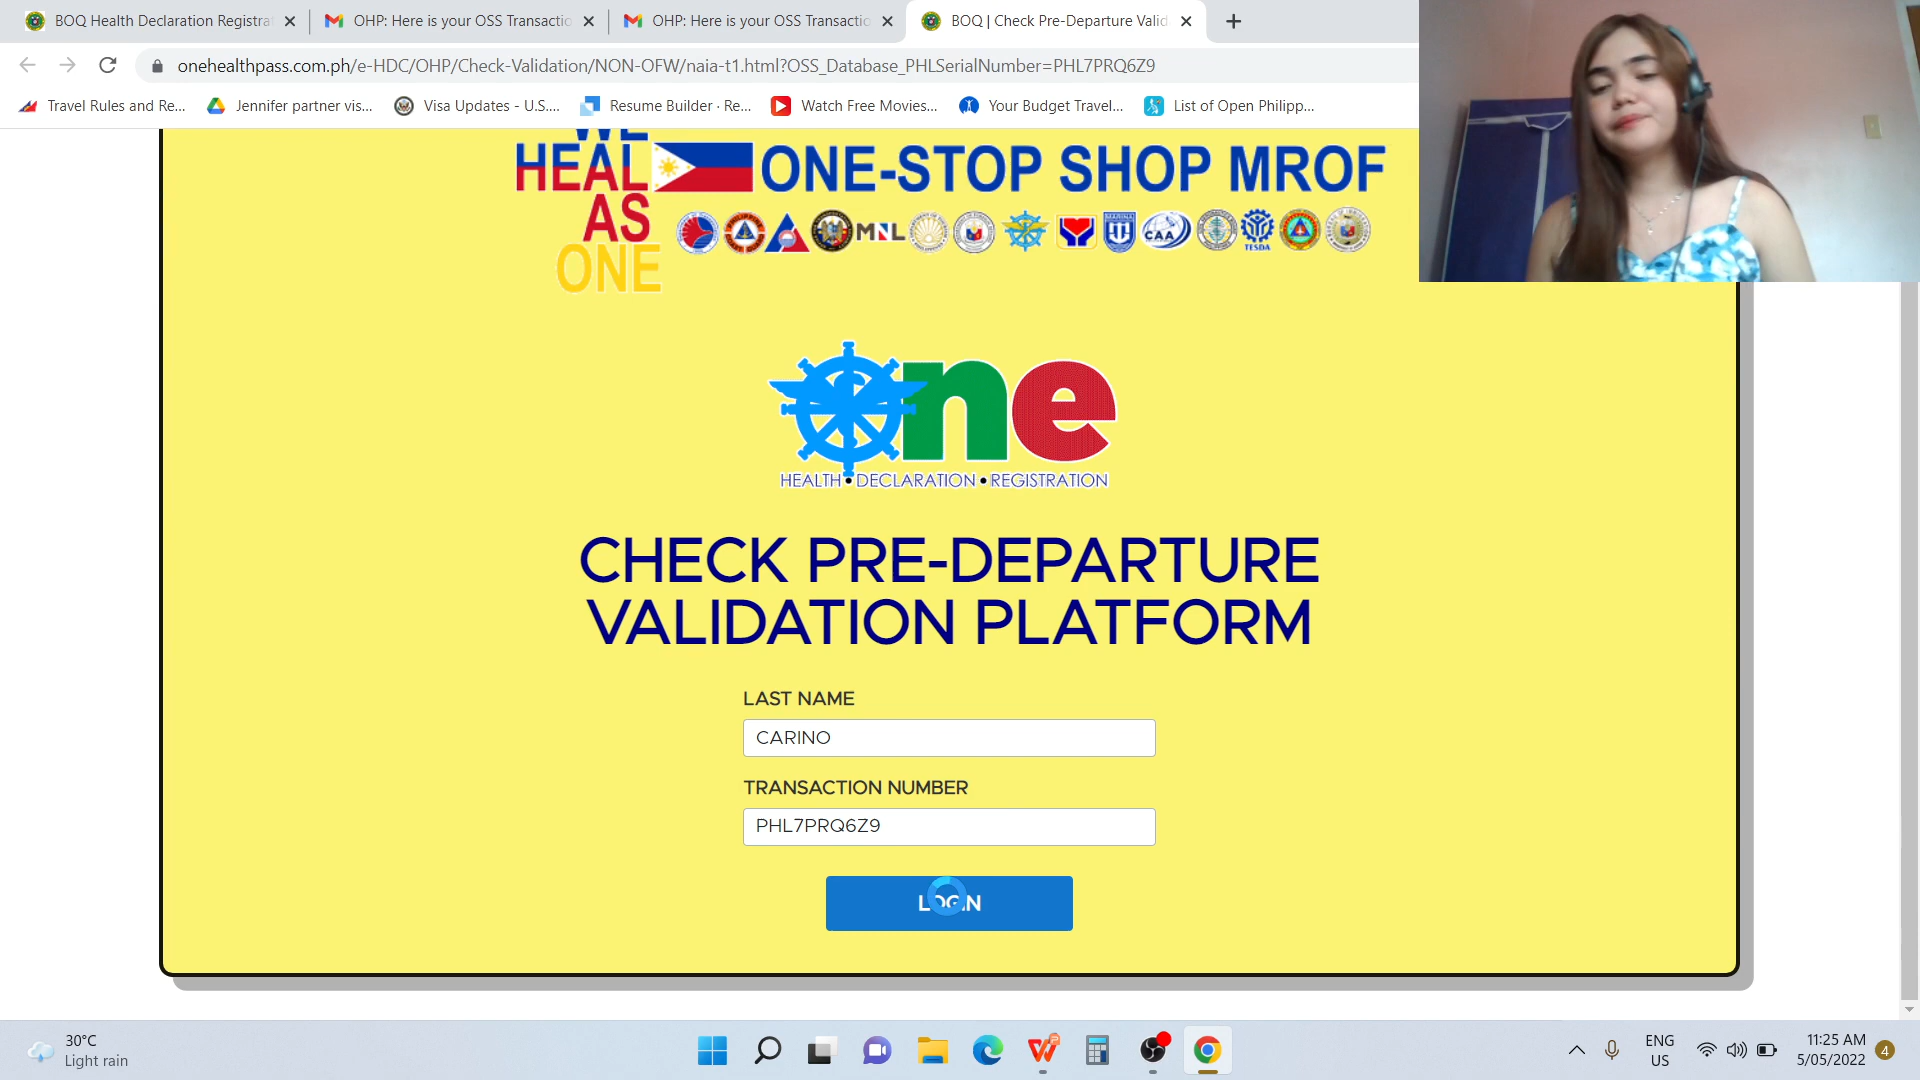 BOQ Health Declaration Registrat
OHP: Here is your OSS Transactio
OHP: Here is your OSS Transactio
BOQ | Check Pre-Departure Valid
onehealthpass.com.ph/e-HDC/OHP/Check-Validation/NON-OFW/naia-t1.html?OSS_Database_PHLSerialNumber=PHL7PRQ6Z9
Travel Rules and Re...
Jennifer partner vis...
Visa Updates - U.S....
Resume Builder · Re...
Watch Free Movies...
Your Budget Travel...
List of Open Philipp...
WE
HEAL
AS
ONE
ONE-STOP SHOP MROF
MNL
CAA
TESDA
ne
HEALTH • DECLARATION • REGISTRATION
CHECK PRE-DEPARTURE
VALIDATION PLATFORM
LAST NAME
CARINO
TRANSACTION NUMBER
PHL7PRQ6Z9
LOGIN
30°C
Light rain
ENG
US
11:25 AM
5/05/2022
4